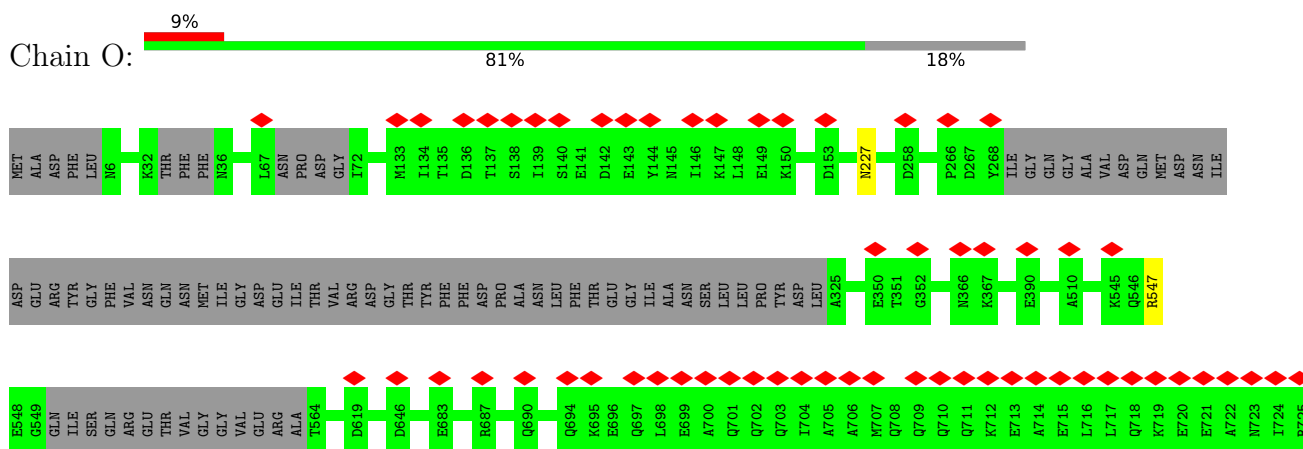 9%
Chain O:
81% 18%
MET ALA ASP PHE LEU N6 K32 THR PHE PHE N36 L67 ASN PRO ASP GLY I72 M133 I134 T135 D136 T137 S138 I139 S140 E141 D142 E143 Y144 N145 I146 K147 L148 E149 K150 D153 N227 D258 P266 D267 Y268 ILE GLY GLN GLY ALA VAL ASP GLN MET ASP ASN ILE
ASP GLU ARG TYR GLY PHE VAL ASN GLN ASN MET ILE GLY ASP GLU ILE THR VAL ARG ASP GLY THR TYR PHE PHE ASP PRO ALA ASN LEU PHE THR GLU GLY ILE ALA ASN SER LEU LEU PRO TYR ASP LEU A325 E350 T351 G352 N366 K367 E390 A510 K545 Q546 R547
E548 G549 GLN ILE SER GLN ARG GLU THR VAL GLY GLY VAL GLU ARG ALA T564 D619 D646 E683 R687 Q690 Q694 K695 E696 Q697 L698 E699 A700 Q701 Q702 Q703 I704 A705 A706 M707 Q708 Q709 Q710 Q711 K712 E713 A714 E715 L716 L717 Q718 K719 E720 E721 A722 N723 I724